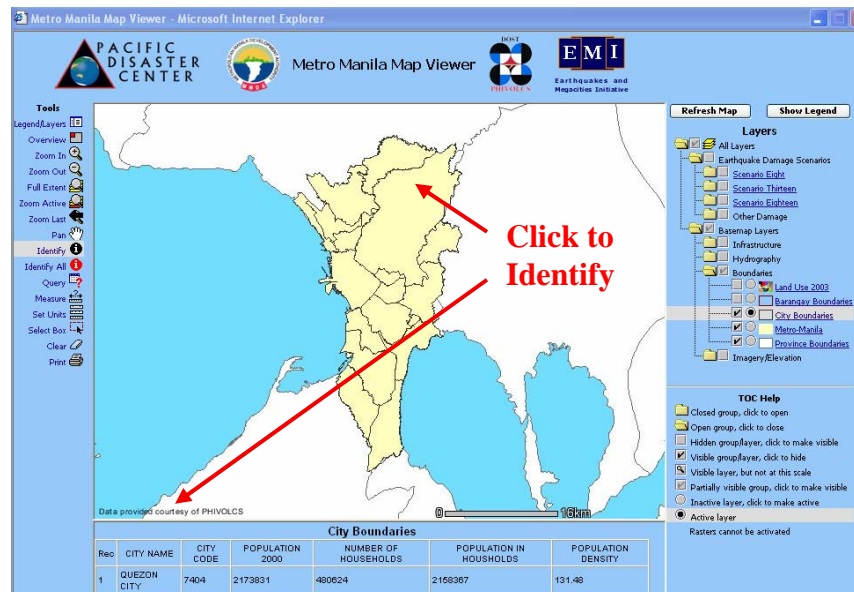 Metro Manila Map Viewer - Microsoft Internet Explorer
PACIFIC
DISASTER
CENTER
METROPOLITAN MANILA DEVELOPMENT AUTHORITY
MMDA
Metro Manila Map Viewer
DOST
PHIVOLCS
EMI
Earthquakes and
Megacities Initiative
Tools
Legend/Layers
Overview
Zoom In
Zoom Out
Full Extent
Zoom Active
Zoom Last
Pan
Identify
Identify All
Query
Measure
Set Units
Select Box
Clear
Print
Click to
Identify
Data provided courtesy of PHIVOLCS
0 16km
Refresh Map Show Legend
Layers
All Layers
Earthquake Damage Scenarios
Scenario Eight
Scenario Thirteen
Scenario Eighteen
Other Damage
Basemap Layers
Infrastructure
Hydrography
Boundaries
Land Use 2003
Barangay Boundaries
City Boundaries
Metro-Manila
Province Boundaries
Imagery/Elevation
TOC Help
Closed group, click to open
Open group, click to close
Hidden group/layer, click to make visible
Visible group/layer, click to hide
Visible layer, but not at this scale
Partially visible group, click to make visible
Inactive layer, click to make active
Active layer
Rasters cannot be activated
City Boundaries
Rec CITY NAME CITY CODE POPULATION 2000 NUMBER OF HOUSEHOLDS POPULATION IN HOUSHOLDS POPULATION DENSITY
1 QUEZON CITY 7404 2173831 480624 2158367 131.48